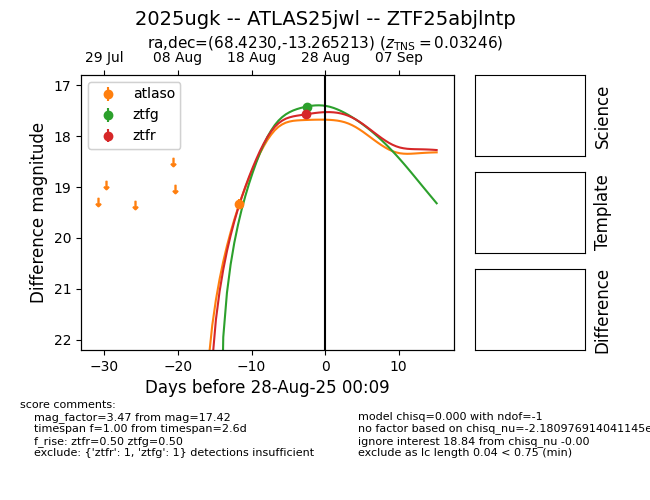 2025ugk -- ATLAS25jwl -- ZTF25abjlntp
ra,dec=(68.4230,-13.265213) (z_TNS = 0.03246)
29 Jul 08 Aug 18 Aug 28 Aug 07 Sep
atlaso
ztfg
ztfr
17
18
19
20
21
22
Difference magnitude
−30 −20 −10 0 10
Days before 28-Aug-25 00:09
Science
Template
Difference
score comments:
mag_factor=3.47 from mag=17.42
timespan f=1.00 from timespan=2.6d
f_rise: ztfr=0.50 ztfg=0.50
exclude: {'ztfr': 1, 'ztfg': 1} detections insufficient
model chisq=0.000 with ndof=-1
no factor based on chisq_nu=-2.180976914041145e
ignore interest 18.84 from chisq_nu -0.00
exclude as lc length 0.04 < 0.75 (min)